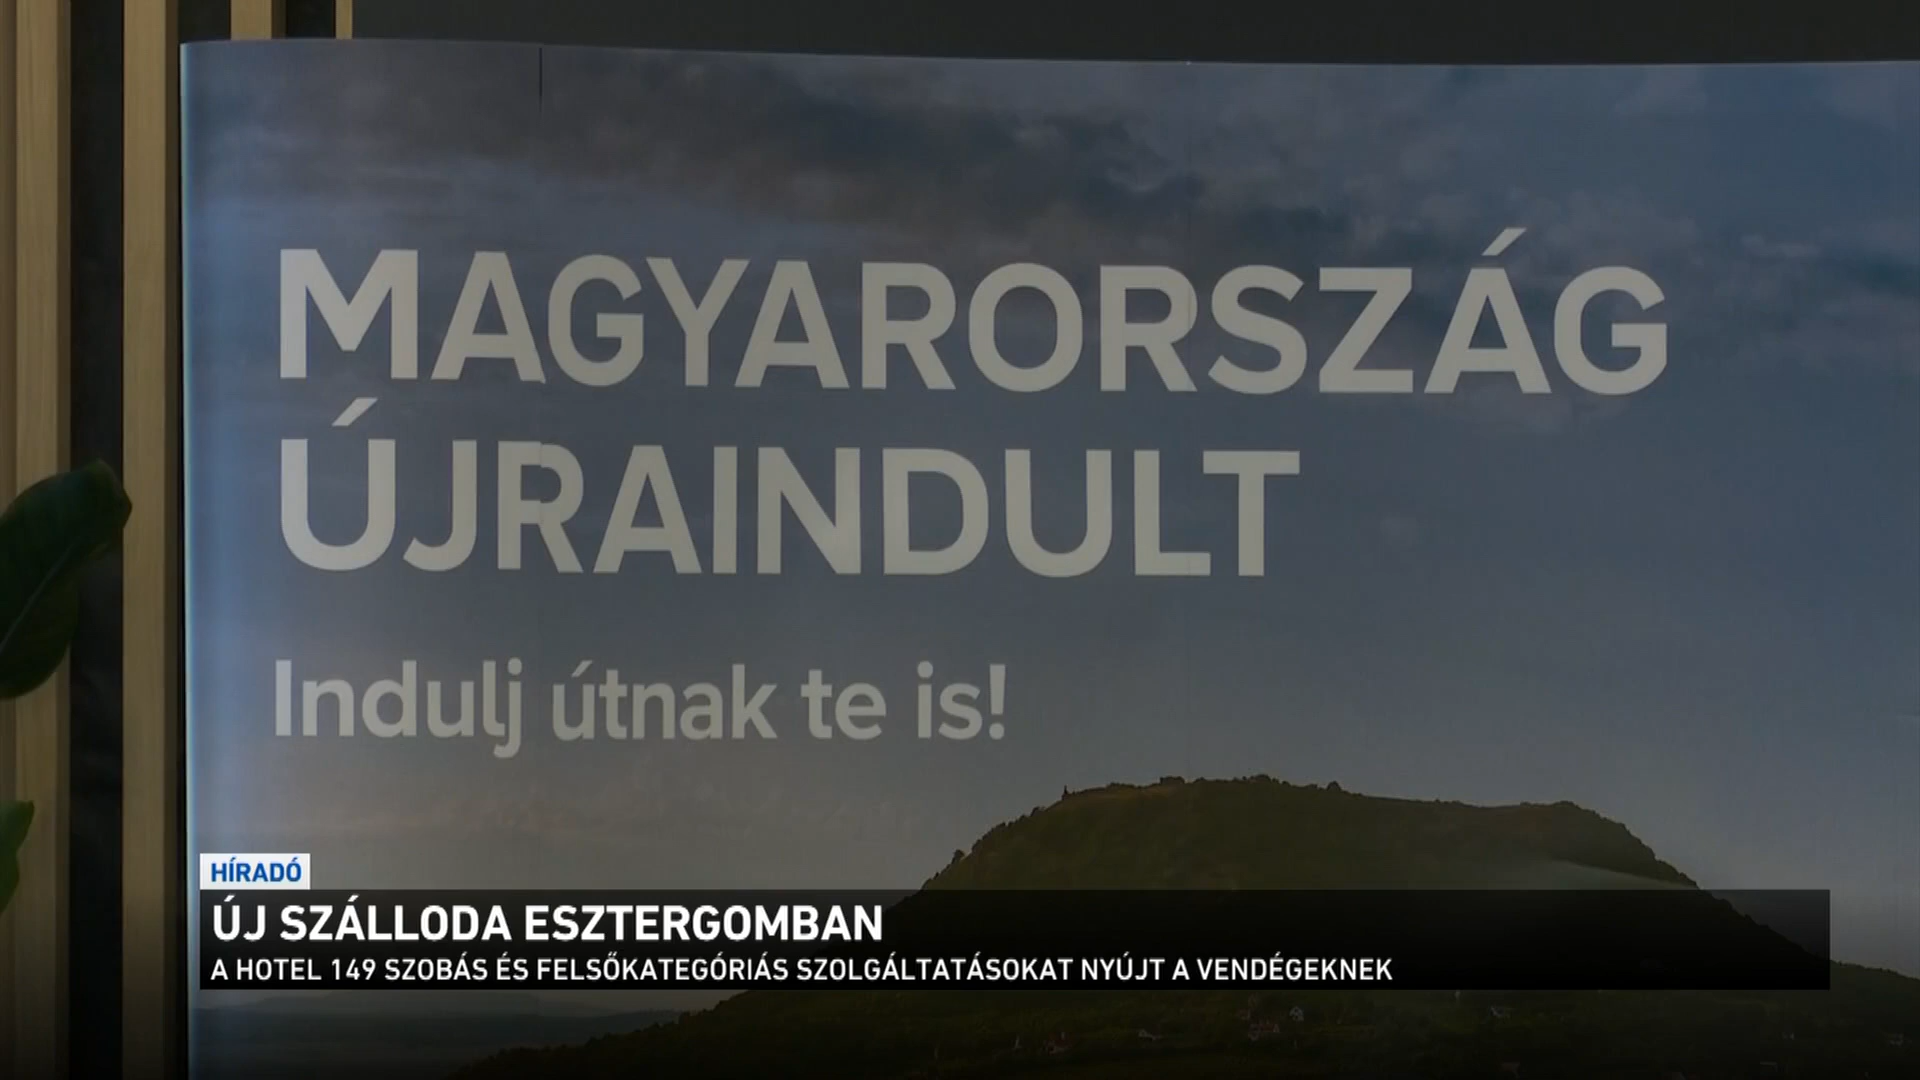 MAGYARORSZÁG
ÚJRAINDULT
Indulj útnak te is!
HÍRADÓ
ÚJ SZÁLLODA ESZTERGOMBAN
A HOTEL 149 SZOBÁS ÉS FELSŐKATEGÓRIÁS SZOLGÁLTATÁSOKAT NYÚJT A VENDÉGEKNEK